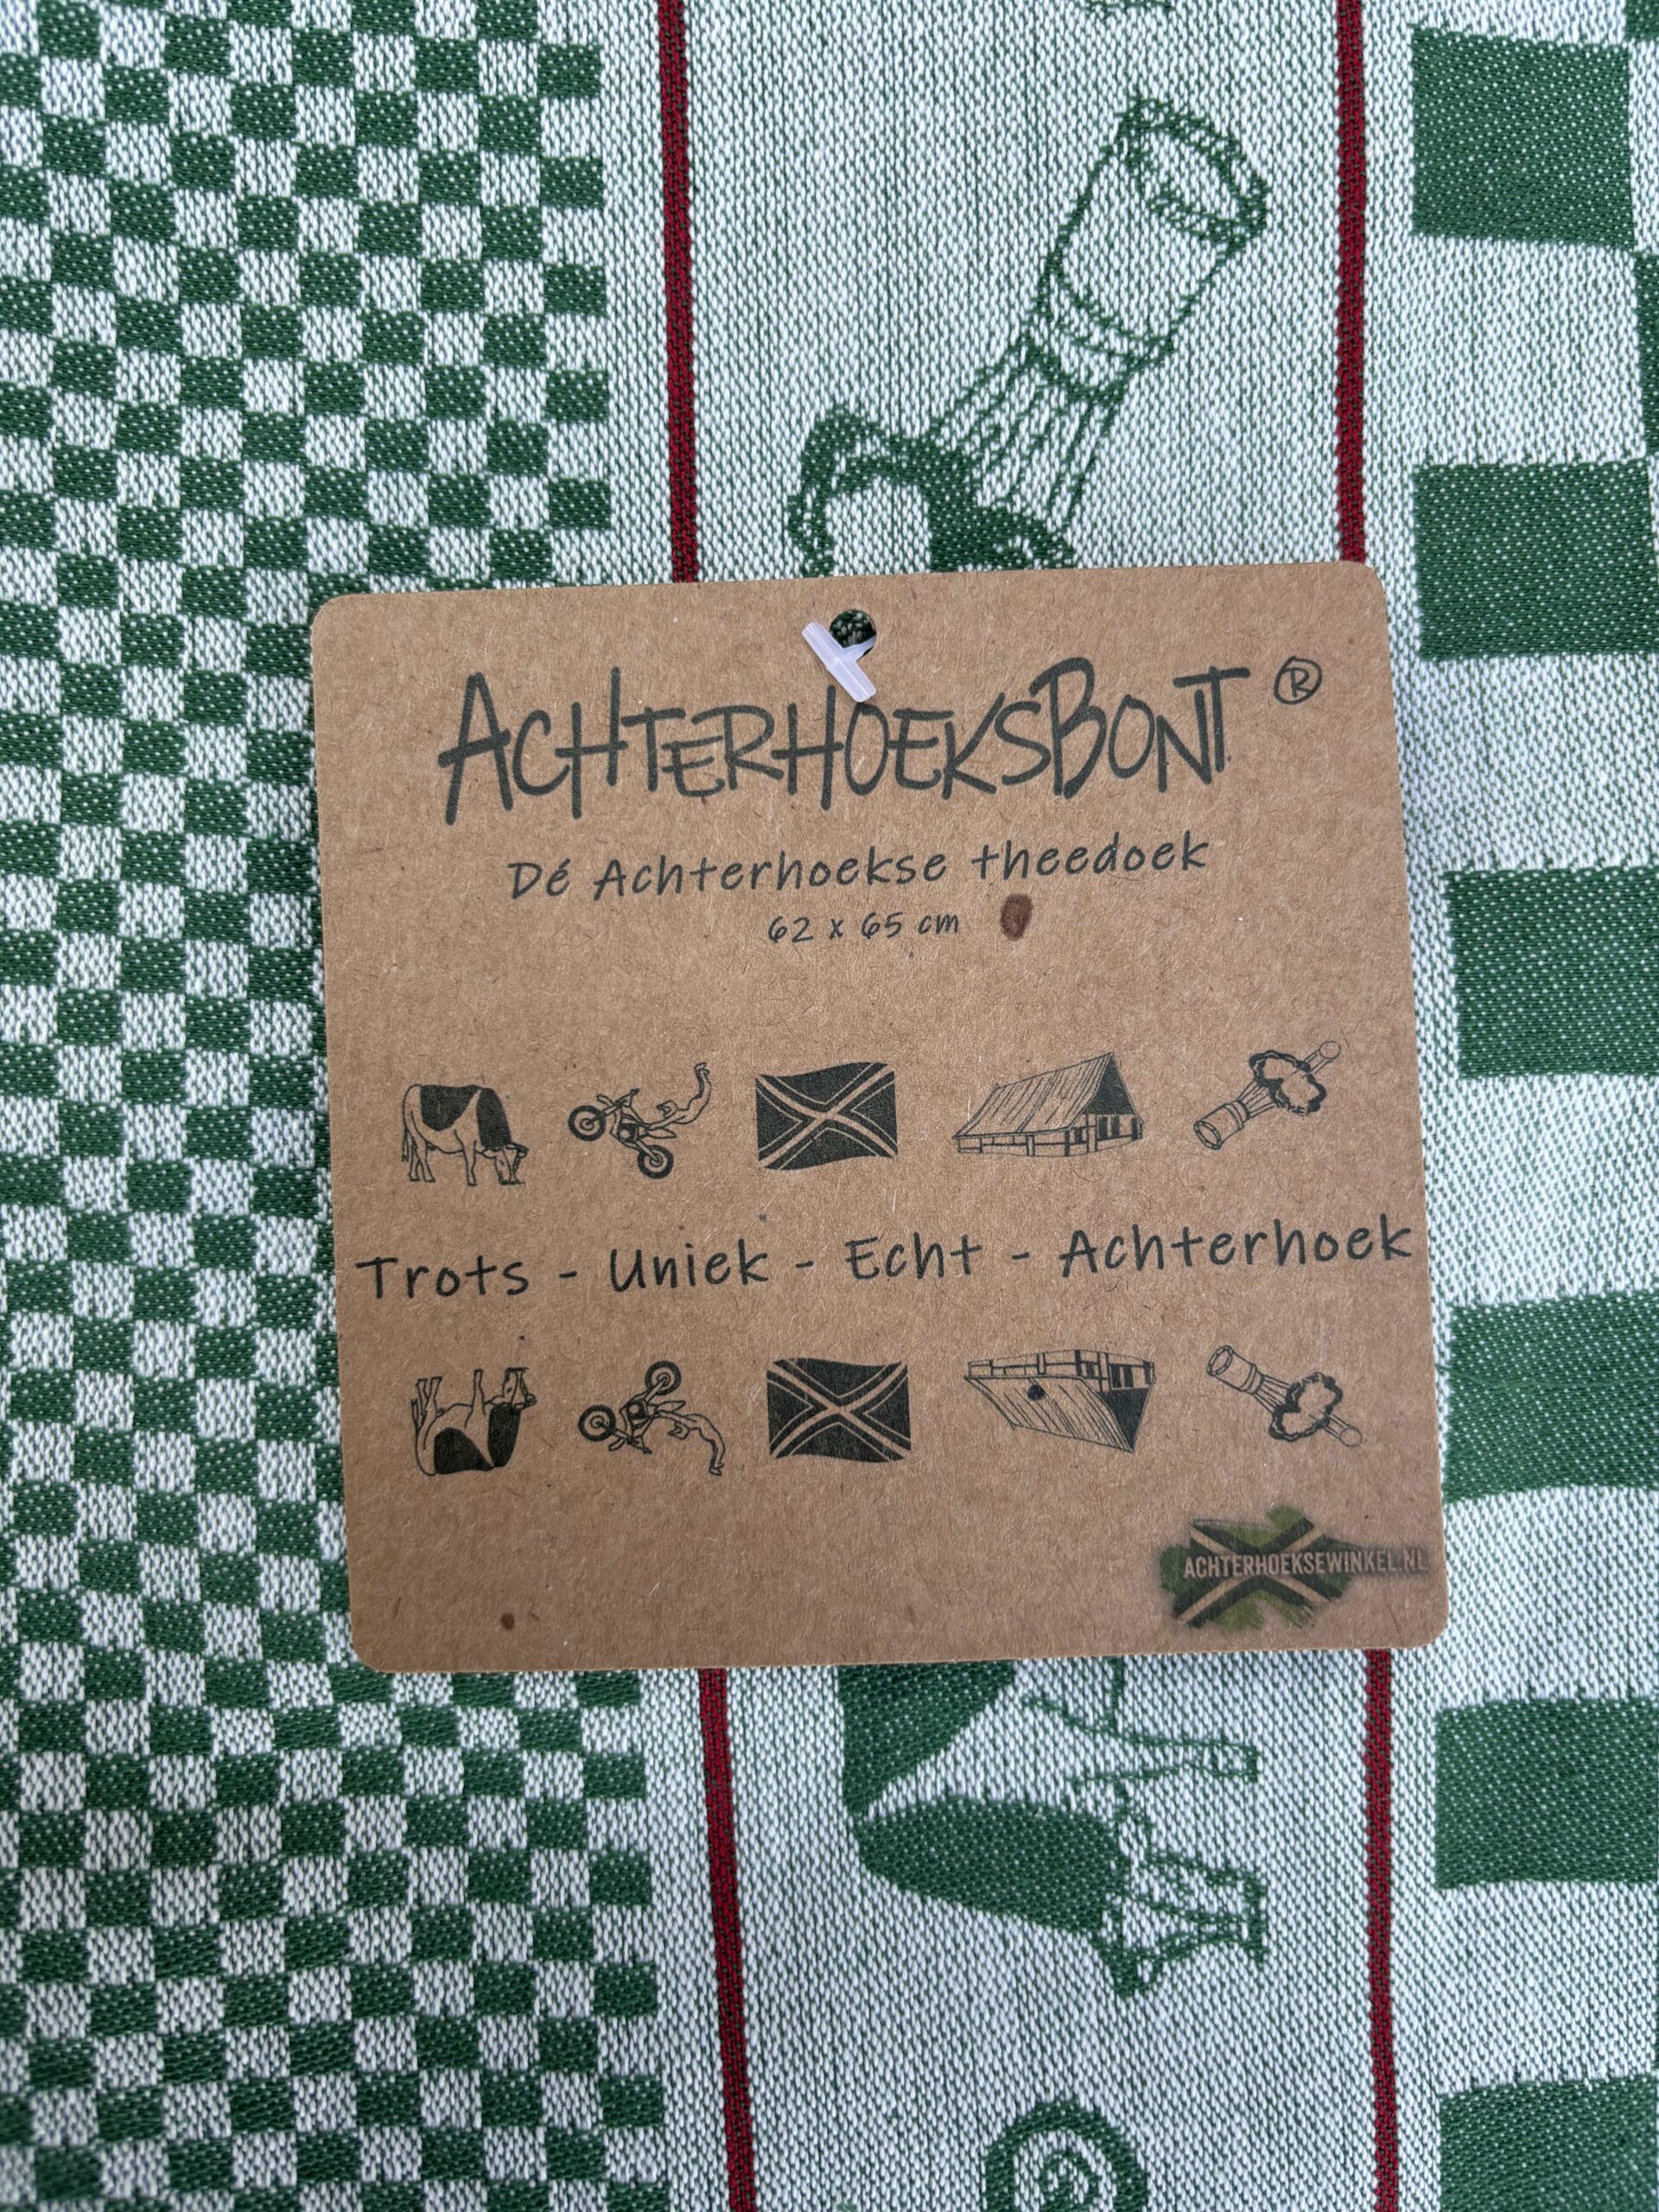 ACHTERHOEKSBONT ®
Dé Achterhoekse theedoek
62 x 65 cm
Trots - Uniek - Echt - Achterhoek
ACHTERHOEKSEWINKEL.NL